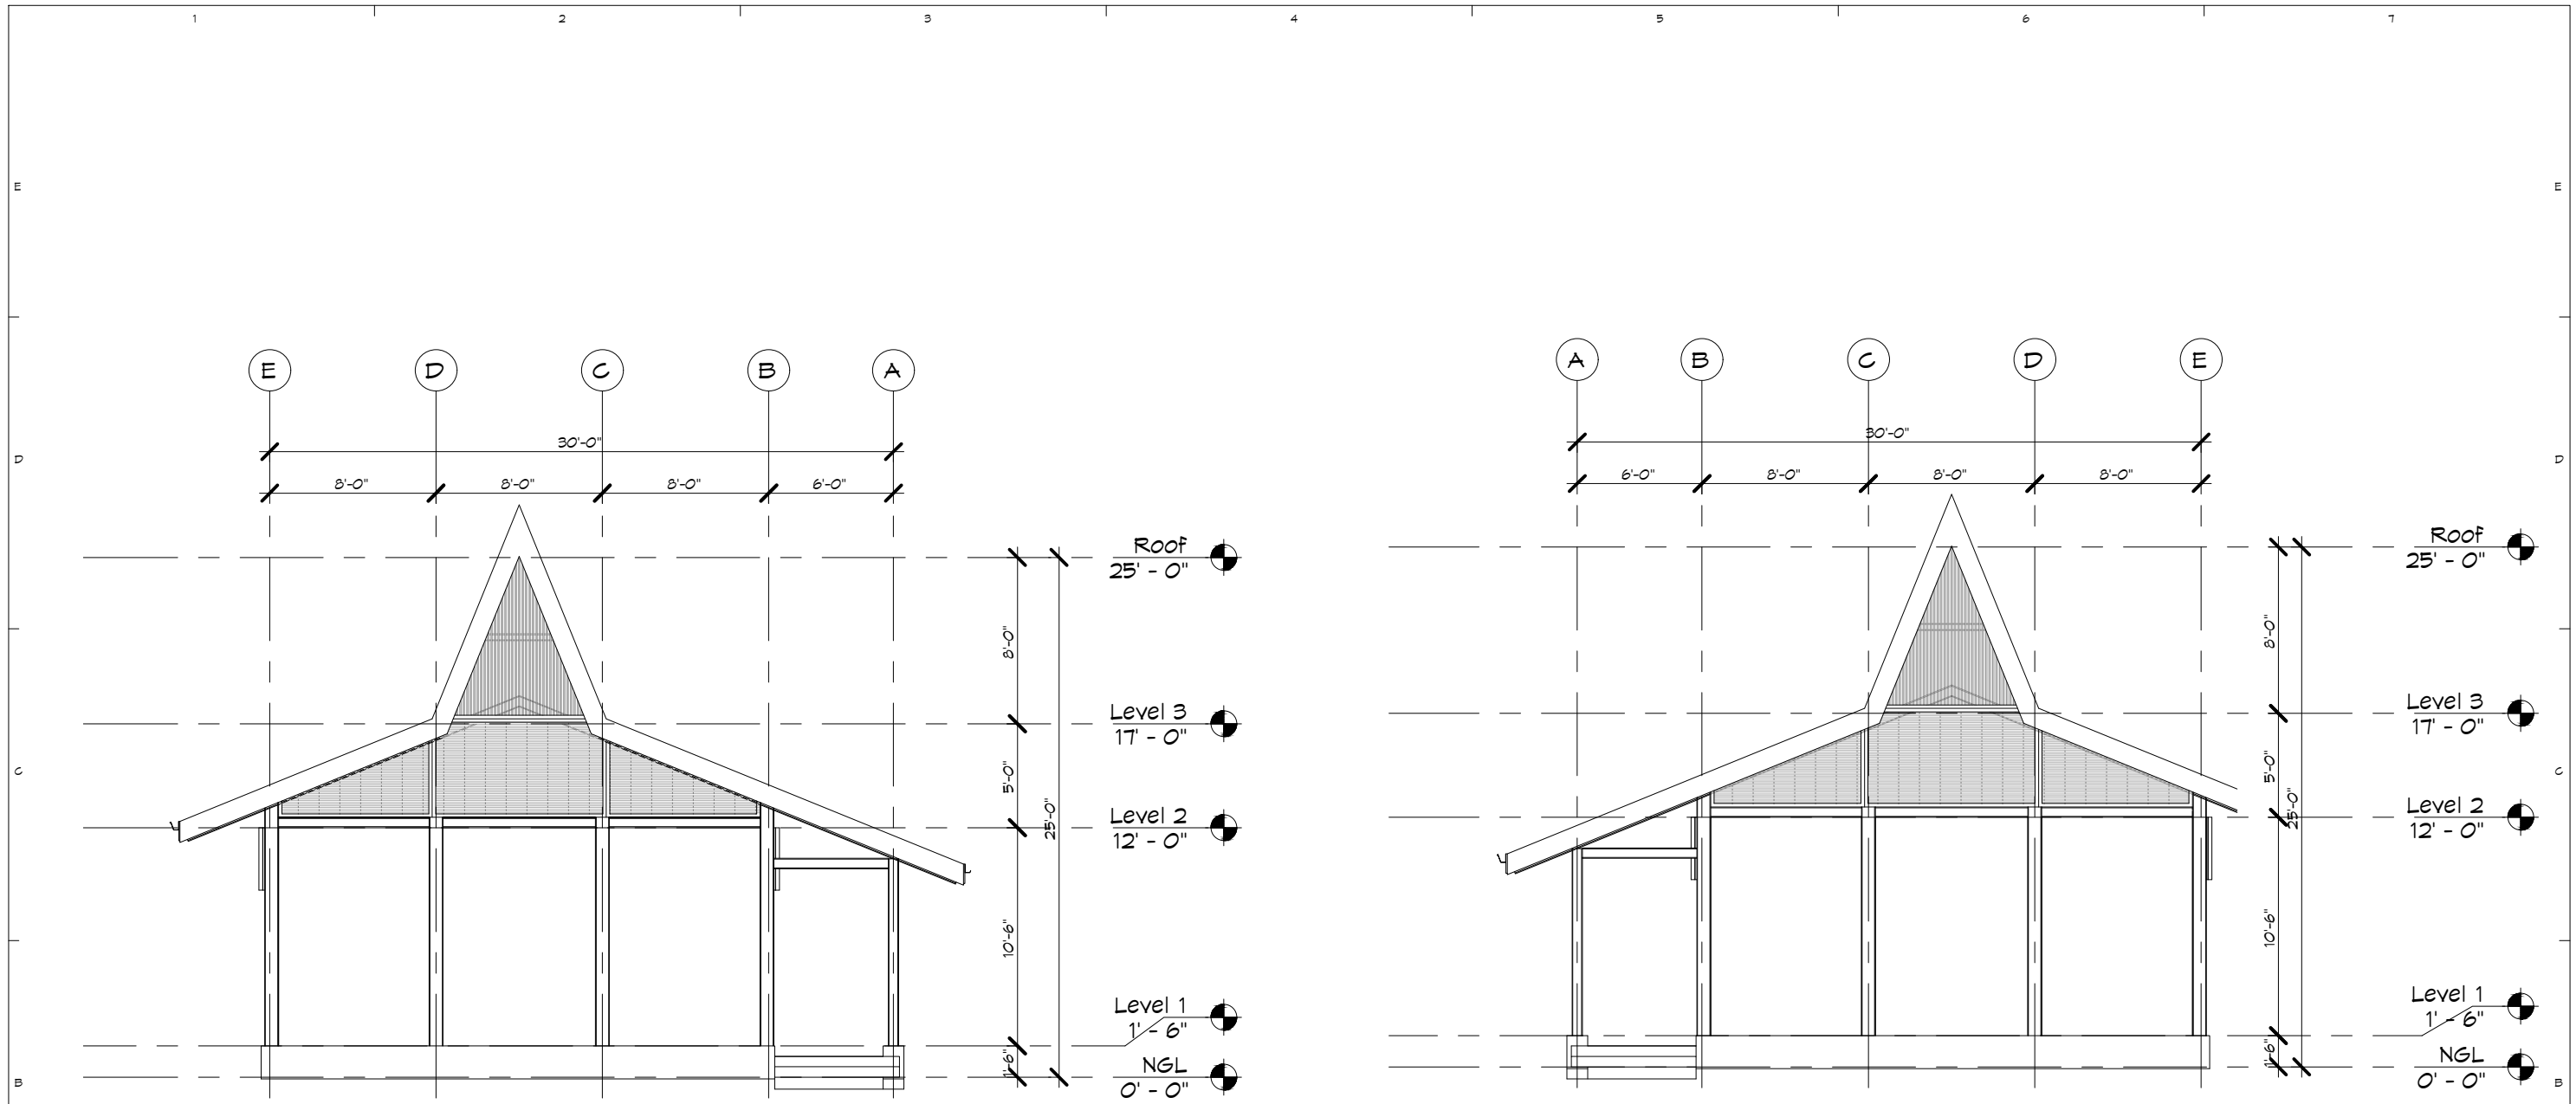 1 2 3 4 5 6 7
E E
A B C D E
E D C B A
30'-0"
30'-0"
D D
8'-0" 8'-0" 8'-0" 6'-0"
6'-0" 8'-0" 8'-0" 8'-0"
Roof
25' - 0"
Roof
25' - 0"
8'-0"
8'-0"
Level 3
17' - 0"
Level 3
17' - 0"
C C
5'-0"
5'-0"
25'-0"
25'-0"
Level 2
12' - 0"
Level 2
12' - 0"
10'-6"
10'-6"
Level 1
1' - 6"
Level 1
1' - 6"
1'-6"
1'-6"
NGL
0' - 0"
NGL
0' - 0"
B B